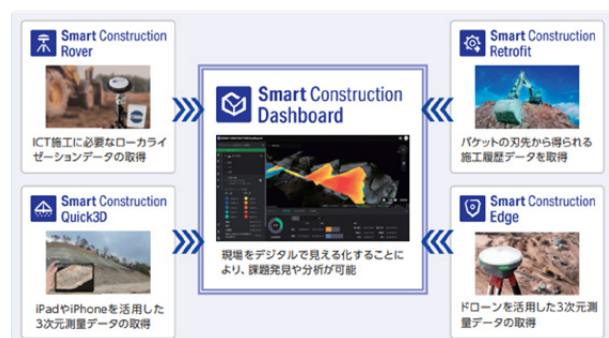 Smart Construction
Rover
ICT施工に必要なローカライ
ゼーションデータの取得
Smart Construction
Quick3D
iPadやiPhoneを活用した
3次元測量データの取得
Smart Construction
Dashboard
現場をデジタルで見える化することに
より、課題発見や分析が可能
Smart Construction
Retrofit
バケットの刃先から得られる
施工履歴データを取得
Smart Construction
Edge
ドローンを活用した3次元測
量データの取得